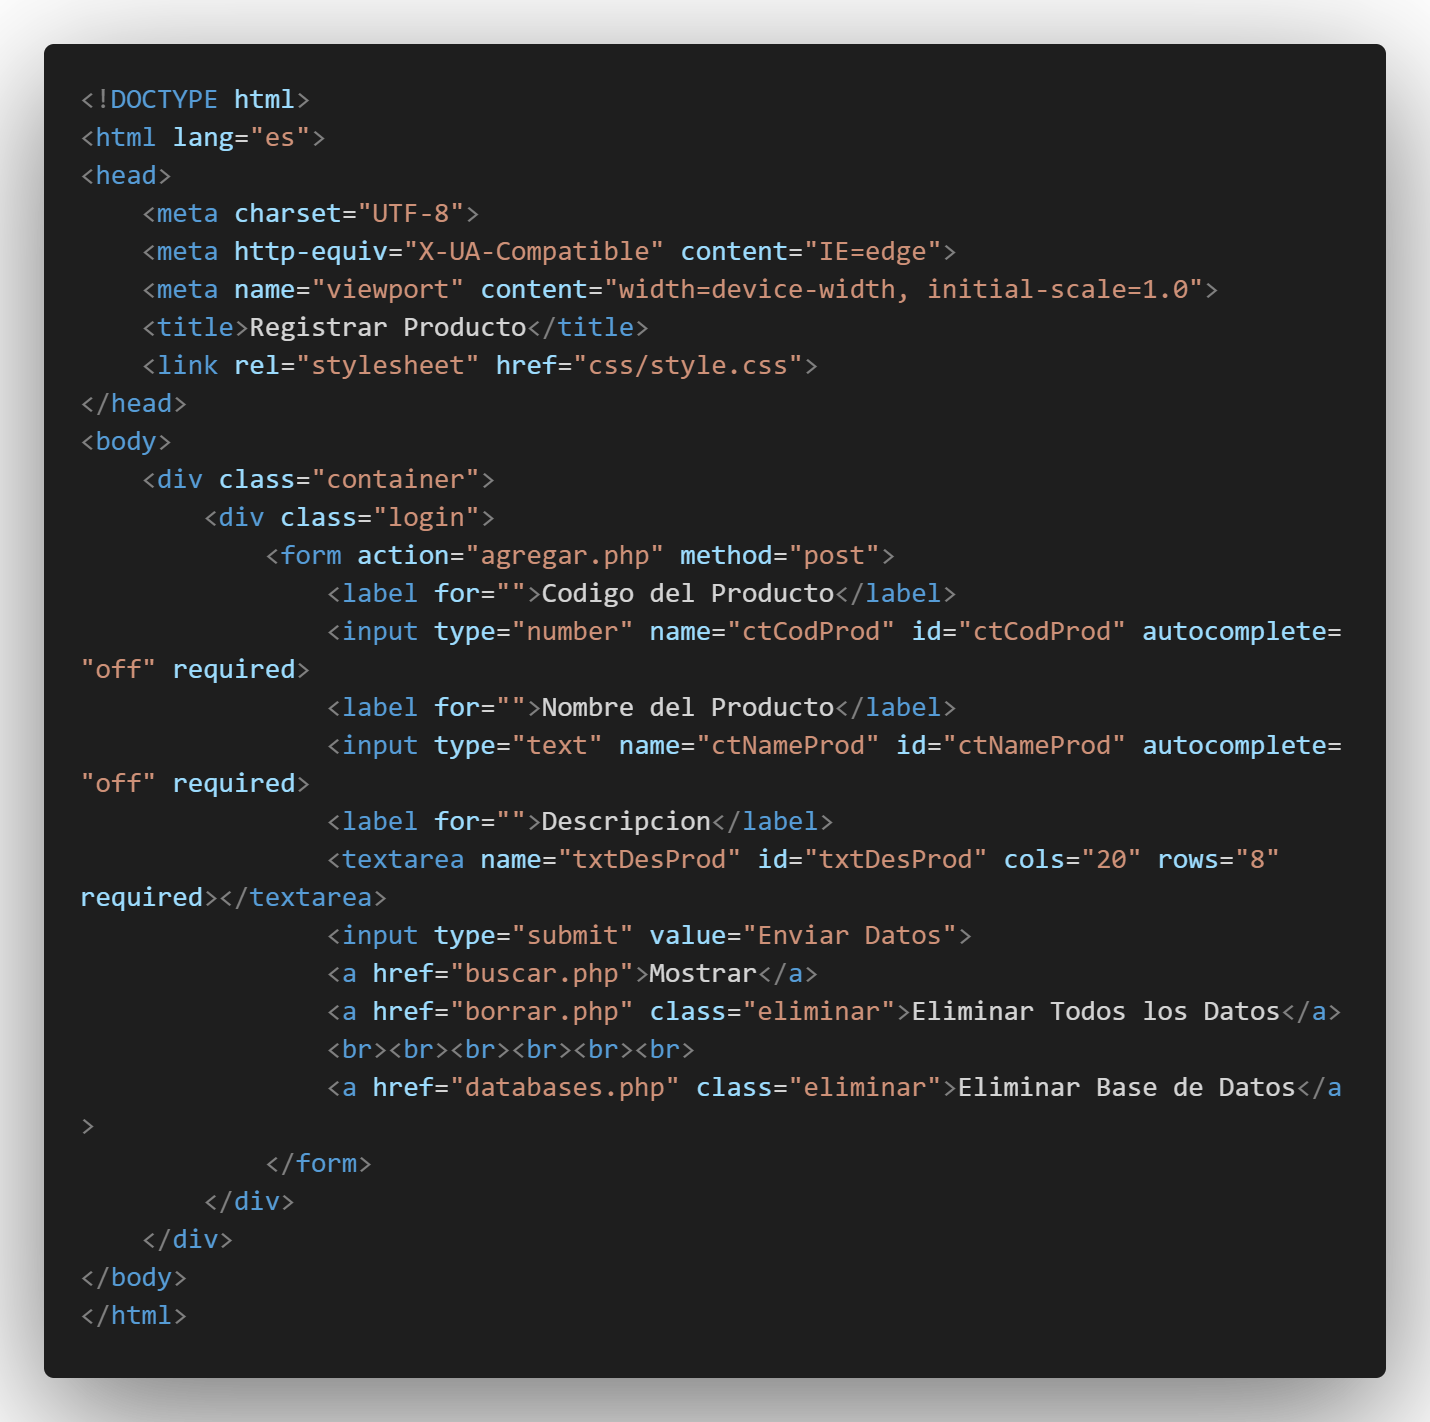 <!DOCTYPE html>
<html lang="es">
<head>
    <meta charset="UTF-8">
    <meta http-equiv="X-UA-Compatible" content="IE=edge">
    <meta name="viewport" content="width=device-width, initial-scale=1.0">
    <title>Registrar Producto</title>
    <link rel="stylesheet" href="css/style.css">
</head>
<body>
    <div class="container">
        <div class="login">
            <form action="agregar.php" method="post">
                <label for="">Codigo del Producto</label>
                <input type="number" name="ctCodProd" id="ctCodProd" autocomplete=
"off" required>
                <label for="">Nombre del Producto</label>
                <input type="text" name="ctNameProd" id="ctNameProd" autocomplete=
"off" required>
                <label for="">Descripcion</label>
                <textarea name="txtDesProd" id="txtDesProd" cols="20" rows="8"
required></textarea>
                <input type="submit" value="Enviar Datos">
                <a href="buscar.php">Mostrar</a>
                <a href="borrar.php" class="eliminar">Eliminar Todos los Datos</a>
                <br><br><br><br><br><br>
                <a href="databases.php" class="eliminar">Eliminar Base de Datos</a
>
            </form>
        </div>
    </div>
</body>
</html>